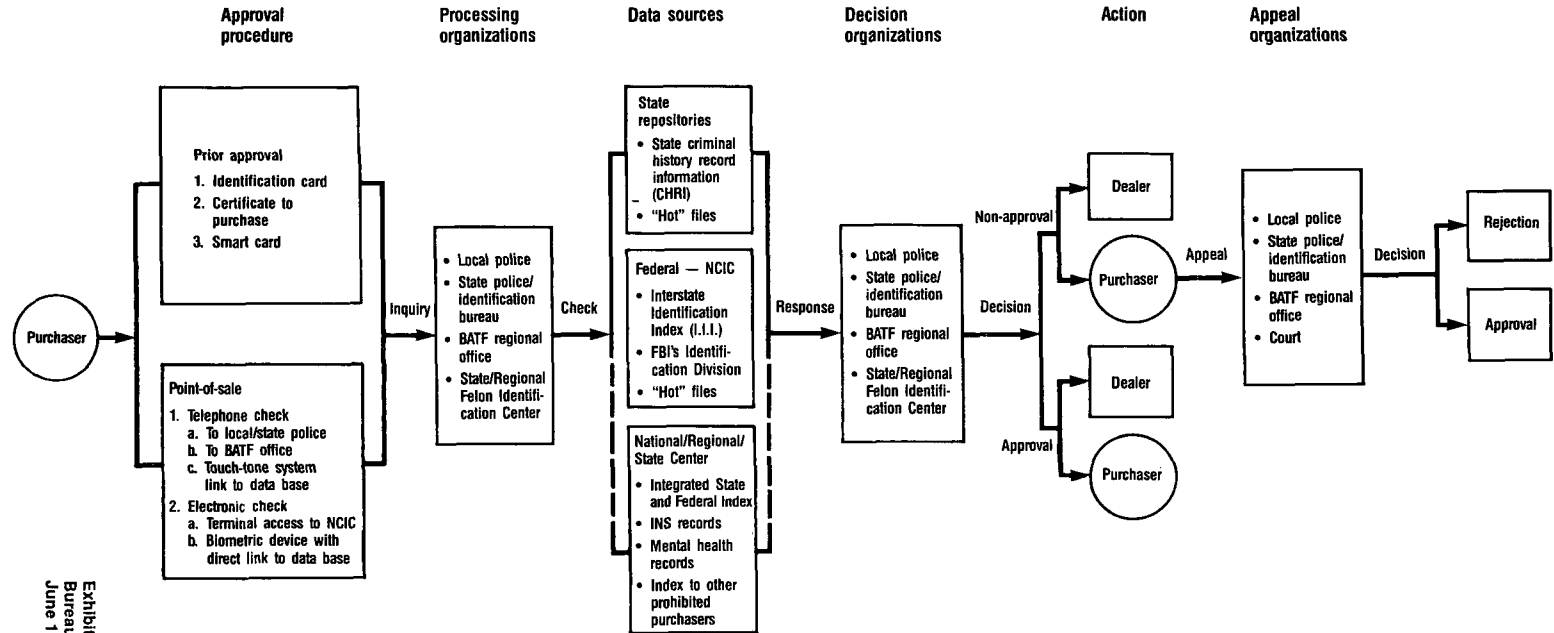 Approval
procedure
Processing
organizations
Data sources
Decision
organizations
Action
Appeal
organizations
Purchaser
Prior approval
1. Identification card
2. Certificate to
purchase
3. Smart card
Point-of-sale
1. Telephone check
a. To local/state police
b. To BATF office
c. Touch-tone system
link to data base
2. Electronic check
a. Terminal access to NCIC
b. Biometric device with
direct link to data base
Inquiry
• Local police
• State police/
identification
bureau
• BATF regional
office
• State/Regional
Felon Identifi-
cation Center
Check
State
repositories
• State criminal
history record
information
(CHRI)
• "Hot" files
Federal — NCIC
• Interstate
Identification
Index (I.I.I.)
• FBI's Identifi-
cation Division
• "Hot" files
National/Regional/
State Center
• Integrated State
and Federal Index
• INS records
• Mental health
records
• Index to other
prohibited
purchasers
Response
• Local police
• State police/
identification
bureau
• BATF regional
office
• State/Regional
Felon Identifi-
cation Center
Decision
Non-approval
Dealer
Purchaser
Approval
Dealer
Purchaser
Appeal
• Local police
• State police/
identification
bureau
• BATF regional
office
• Court
Decision
Rejection
Approval
Exhibit
Bureau
June 1